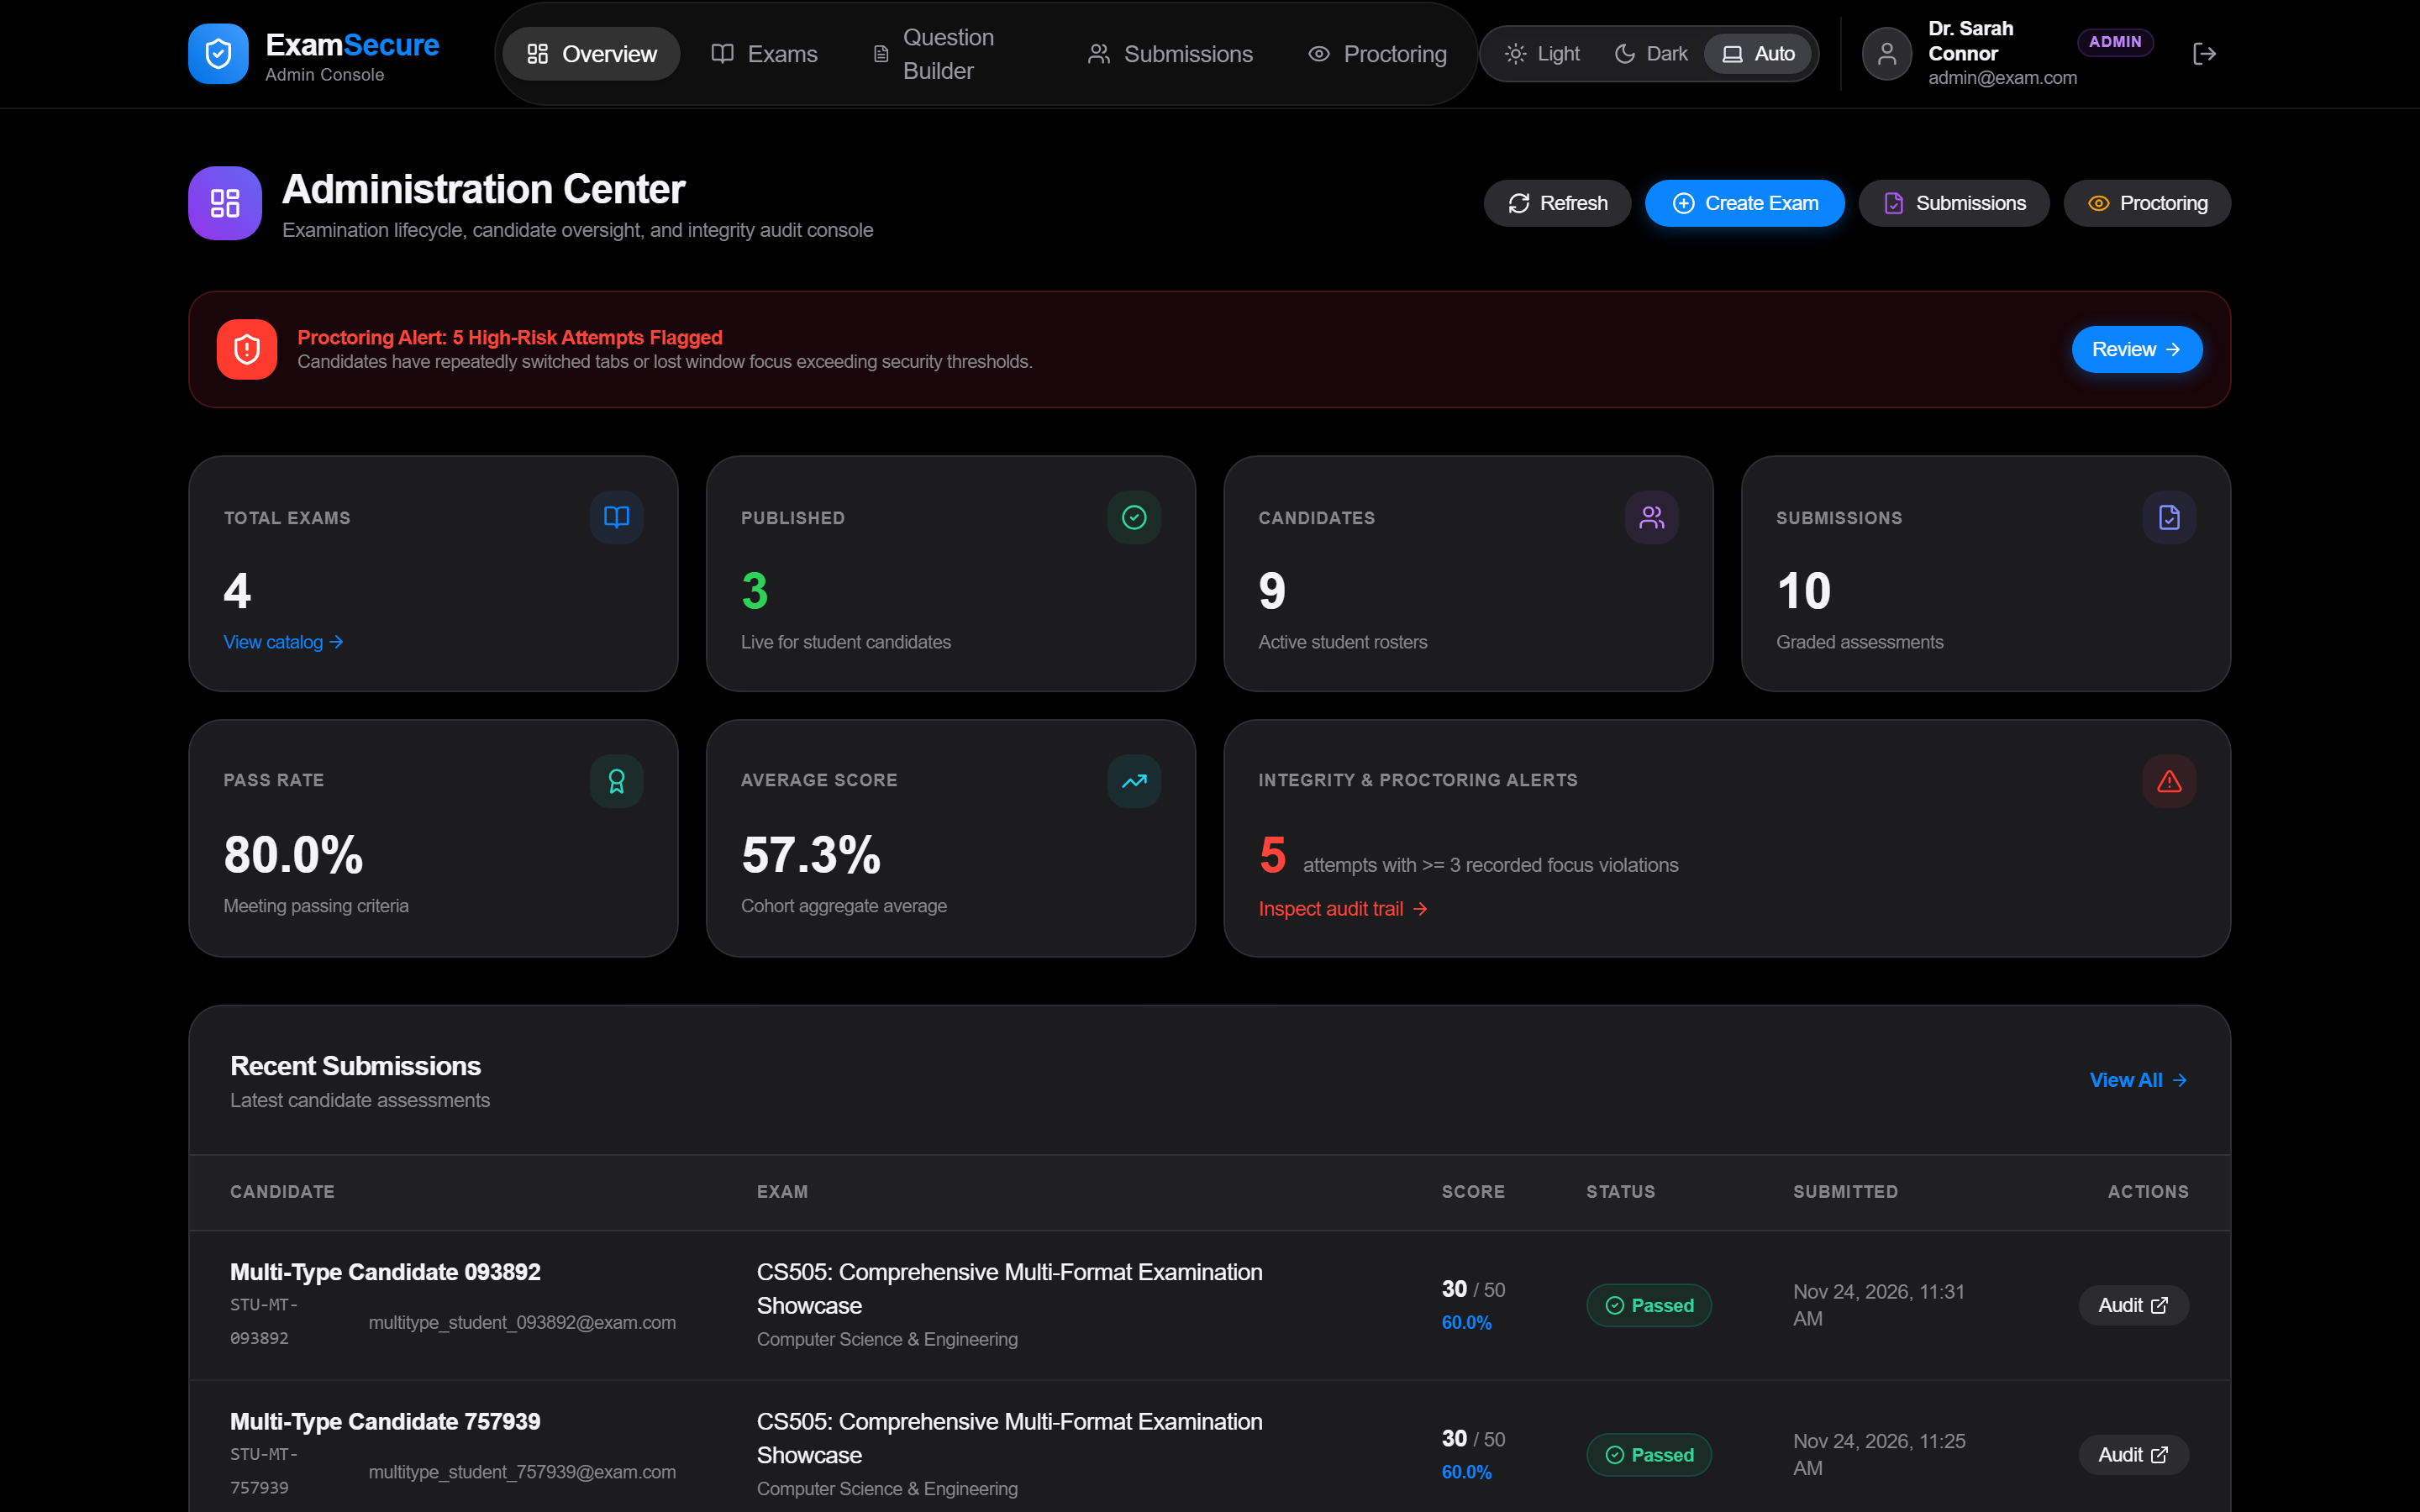 ExamSecure
Admin Console
Overview
Exams
Question
Builder
Submissions
Proctoring
Light
Dark
Auto
Dr. Sarah
Connor
admin@exam.com
ADMIN
Administration Center
Examination lifecycle, candidate oversight, and integrity audit console
Refresh
Create Exam
Submissions
Proctoring
Proctoring Alert: 5 High-Risk Attempts Flagged
Candidates have repeatedly switched tabs or lost window focus exceeding security thresholds.
Review →
TOTAL EXAMS
4
View catalog →
PUBLISHED
3
Live for student candidates
CANDIDATES
9
Active student rosters
SUBMISSIONS
10
Graded assessments
PASS RATE
80.0%
Meeting passing criteria
AVERAGE SCORE
57.3%
Cohort aggregate average
INTEGRITY & PROCTORING ALERTS
5 attempts with >= 3 recorded focus violations
Inspect audit trail →
Recent Submissions
Latest candidate assessments
View All →
CANDIDATE EXAM SCORE STATUS SUBMITTED ACTIONS
Multi-Type Candidate 093892
STU-MT-
093892
multitype_student_093892@exam.com
CS505: Comprehensive Multi-Format Examination
Showcase
Computer Science & Engineering
30 / 50
60.0%
Passed
Nov 24, 2026, 11:31
AM
Audit
Multi-Type Candidate 757939
STU-MT-
757939
multitype_student_757939@exam.com
CS505: Comprehensive Multi-Format Examination
Showcase
Computer Science & Engineering
30 / 50
60.0%
Passed
Nov 24, 2026, 11:25
AM
Audit